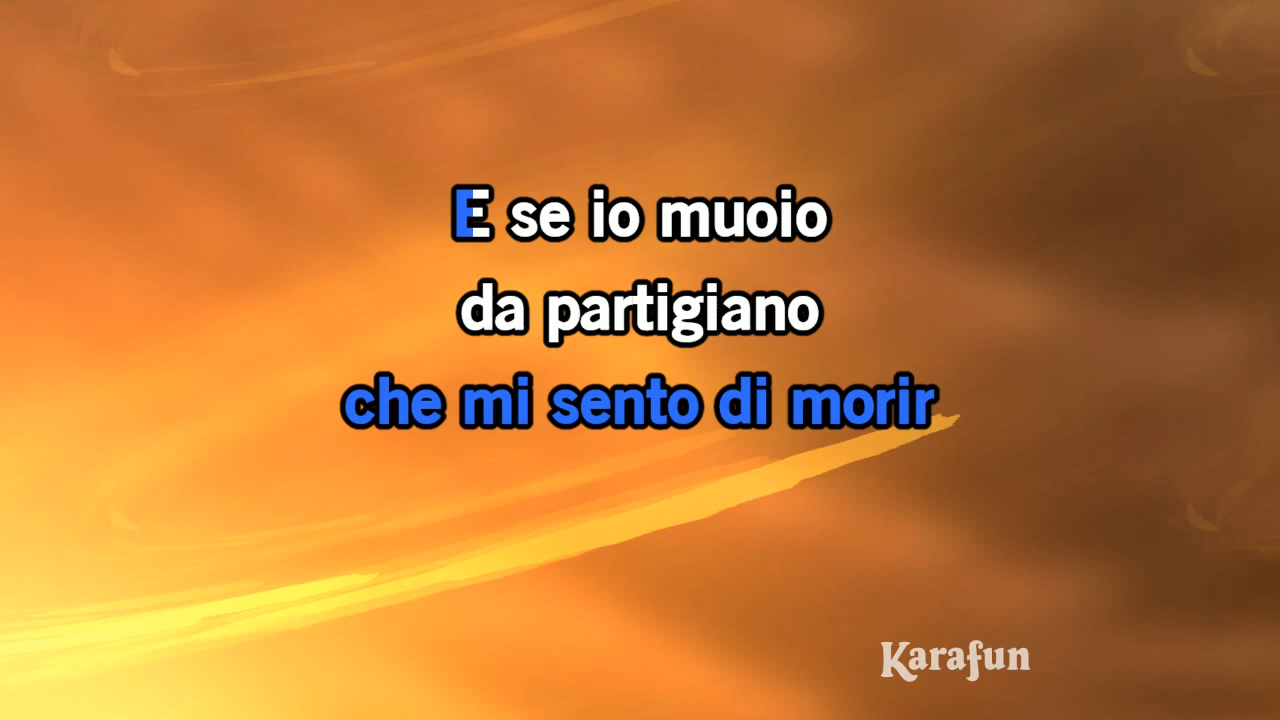 E se io muoio
da partigiano
che mi sento di morir
Karafun